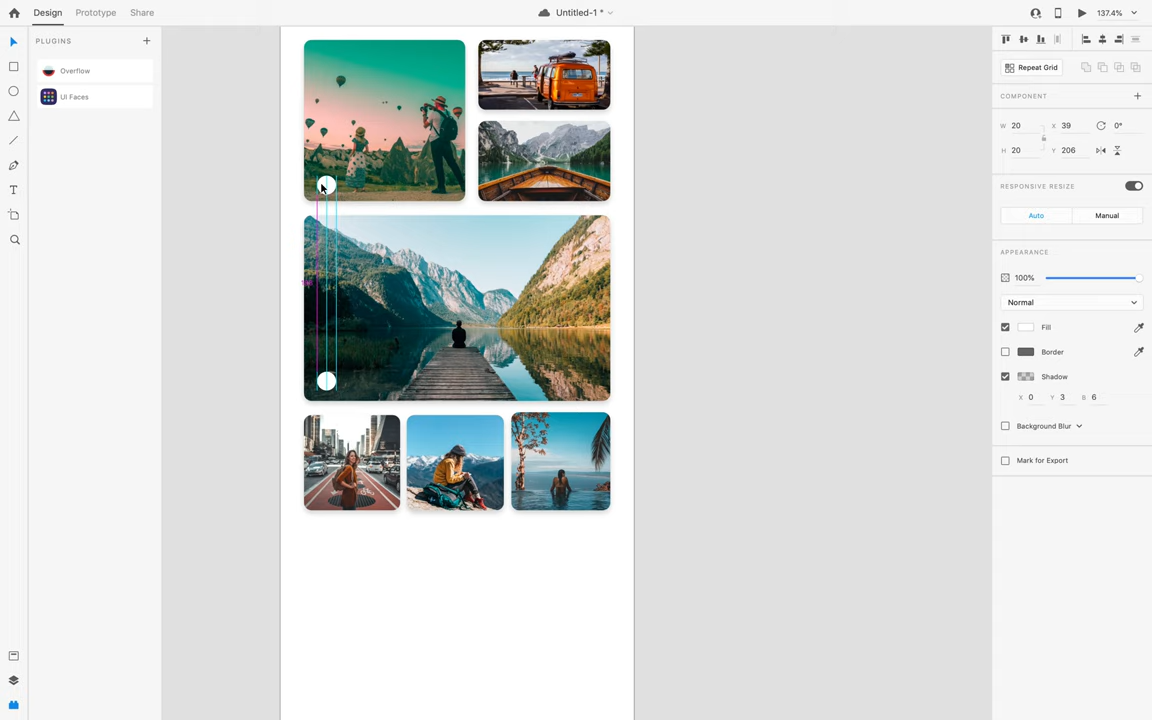 Design Prototype Share Untitled-1 * 137.4%
PLUGINS
Overflow
UI Faces
Repeat Grid
COMPONENT
W 20 X 39 0°
H 20 Y 206
RESPONSIVE RESIZE
Auto Manual
APPEARANCE
100%
Normal
Fill
Border
Shadow
X 0 Y 3 B 6
Background Blur
Mark for Export